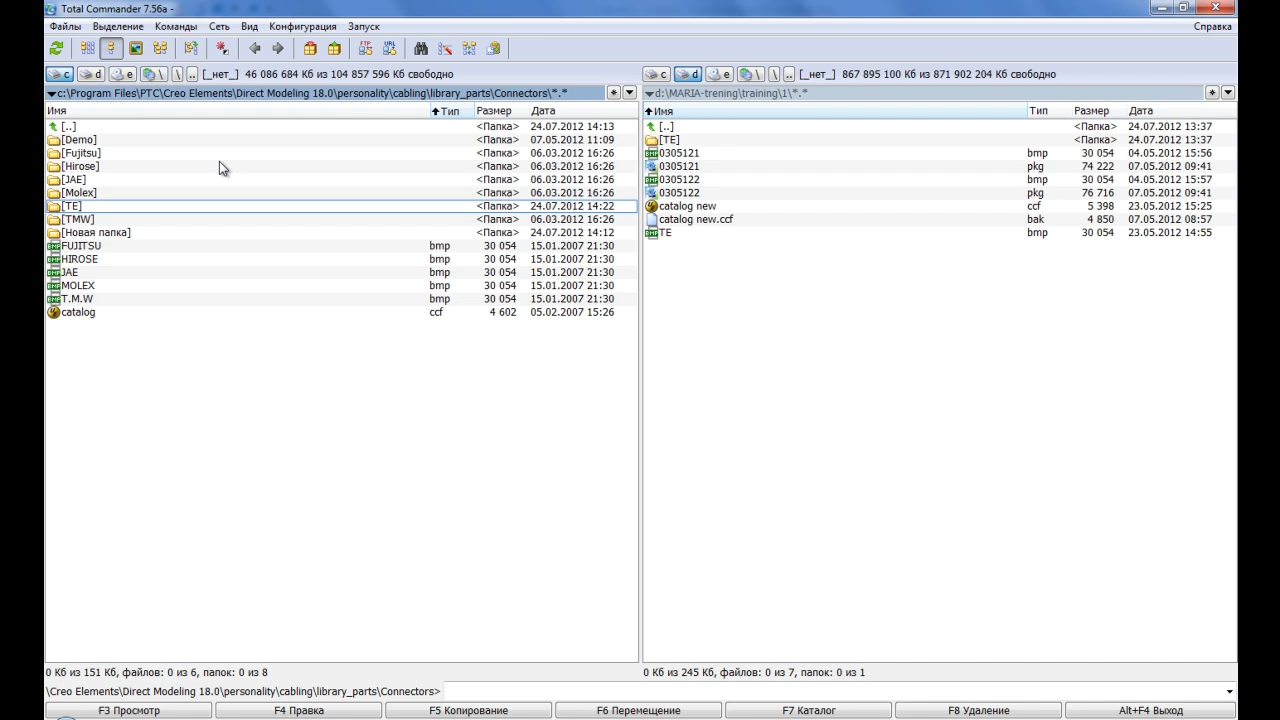 Total Commander 7.56a -
Файлы Выделение Команды Сеть Вид Конфигурация Запуск Справка
c d e \ \ .. [_нет_] 46 086 684 Кб из 104 857 596 Кб свободно
c d e \ \ .. [_нет_] 867 895 100 Кб из 871 902 204 Кб свободно
c:\Program Files\PTC\Creo Elements\Direct Modeling 18.0\personality\cabling\library_parts\Connectors\*.* * 
Имя Тип Размер Дата
[..] <Папка> 24.07.2012 14:13
[Demo] <Папка> 07.05.2012 11:09
[Fujitsu] <Папка> 06.03.2012 16:26
[Hirose] <Папка> 06.03.2012 16:26
[JAE] <Папка> 06.03.2012 16:26
[Molex] <Папка> 06.03.2012 16:26
[TE] <Папка> 24.07.2012 14:22
[TMW] <Папка> 06.03.2012 16:26
[Новая папка] <Папка> 24.07.2012 14:12
FUJITSU bmp 30 054 15.01.2007 21:30
HIROSE bmp 30 054 15.01.2007 21:30
JAE bmp 30 054 15.01.2007 21:30
MOLEX bmp 30 054 15.01.2007 21:30
T.M.W bmp 30 054 15.01.2007 21:30
catalog ccf 4 602 05.02.2007 15:26
0 Кб из 151 Кб, файлов: 0 из 6, папок: 0 из 8
d:\MARIA-trening\training\1\*.* *
Имя Тип Размер Дата
[..] <Папка> 24.07.2012 13:37
[TE] <Папка> 24.07.2012 13:37
0305121 bmp 30 054 04.05.2012 15:56
0305121 pkg 74 222 07.05.2012 09:41
0305122 bmp 30 054 04.05.2012 15:57
0305122 pkg 76 716 07.05.2012 09:41
catalog new ccf 5 398 23.05.2012 15:25
catalog new.ccf bak 4 850 07.05.2012 08:57
TE bmp 30 054 23.05.2012 14:55
0 Кб из 245 Кб, файлов: 0 из 7, папок: 0 из 1
\Creo Elements\Direct Modeling 18.0\personality\cabling\library_parts\Connectors>
F3 Просмотр F4 Правка F5 Копирование F6 Перемещение F7 Каталог F8 Удаление Alt+F4 Выход